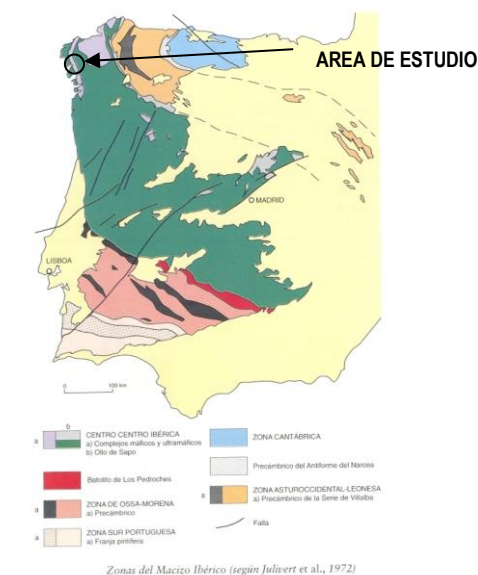 AREA DE ESTUDIO
MADRID
LISBOA
0 100 km
b
a
CENTRO CENTRO IBÉRICA
a) Complejos máficos y ultramáficos
b) Ollo de Sapo
Batolito de Los Pedroches
a
ZONA DE OSSA-MORENA
a) Precámbrico
a
ZONA SUR PORTUGUESA
a) Franja piritífera
ZONA CANTÁBRICA
Precámbrico del Antiforme del Narcea
a
ZONA ASTUROCCIDENTAL-LEONESA
a) Precámbrico de la Serie de Villalba
Falla
Zonas del Macizo Ibérico (según Julivert et al., 1972)